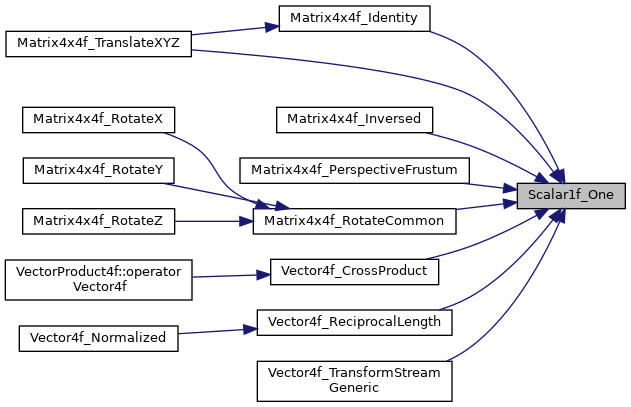 Matrix4x4f_Identity
Matrix4x4f_TranslateXYZ
Matrix4x4f_RotateX
Matrix4x4f_Inversed
Matrix4x4f_RotateY
Matrix4x4f_PerspectiveFrustum
Scalar1f_One
Matrix4x4f_RotateZ
Matrix4x4f_RotateCommon
VectorProduct4f::operator
Vector4f
Vector4f_CrossProduct
Vector4f_Normalized
Vector4f_ReciprocalLength
Vector4f_TransformStream
Generic